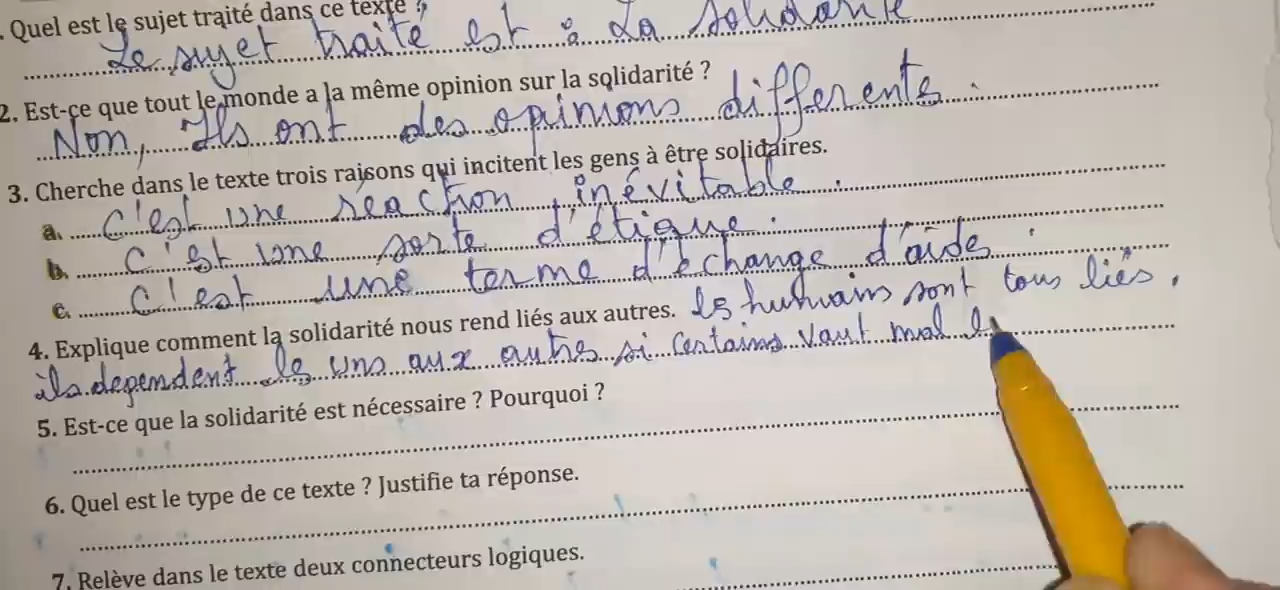 . Quel est le sujet traité dans ce texte ?
Le sujet traité est : La solidarité
2. Est-ce que tout le monde a la même opinion sur la solidarité ?
Non, Ils ont des opinions differents.
3. Cherche dans le texte trois raisons qui incitent les gens à être solidaires.
a. C'est une réaction inévitable.
b. C'est une sorte d'étique.
c. C'est une terme d'échange d'aide.
4. Explique comment la solidarité nous rend liés aux autres. les humains sont tous liés,
ils dependent les uns aux autres si certains vaut mal
5. Est-ce que la solidarité est nécessaire ? Pourquoi ?
6. Quel est le type de ce texte ? Justifie ta réponse.
7. Relève dans le texte deux connecteurs logiques.